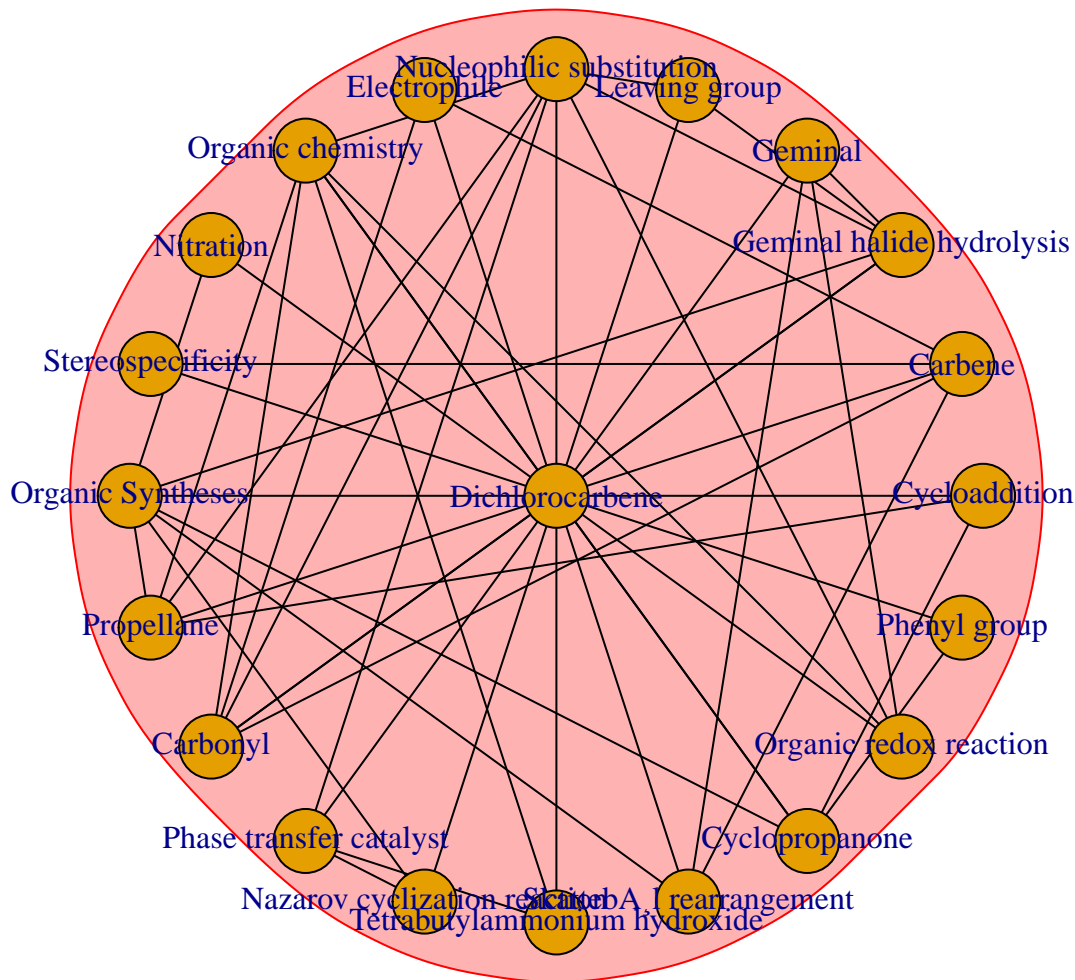 Nucleophilic substitution
Electrophile
Leaving group
Organic chemistry
Geminal
Nitration
Geminal halide hydrolysis
Stereospecificity
Carbene
Organic Syntheses
Dichlorocarbene
Cycloaddition
Propellane
Phenyl group
Carbonyl
Organic redox reaction
Phase transfer catalyst
Cyclopropanone
Nazarov cyclization reaction
rearrangement
Tetrabutylammonium hydroxide